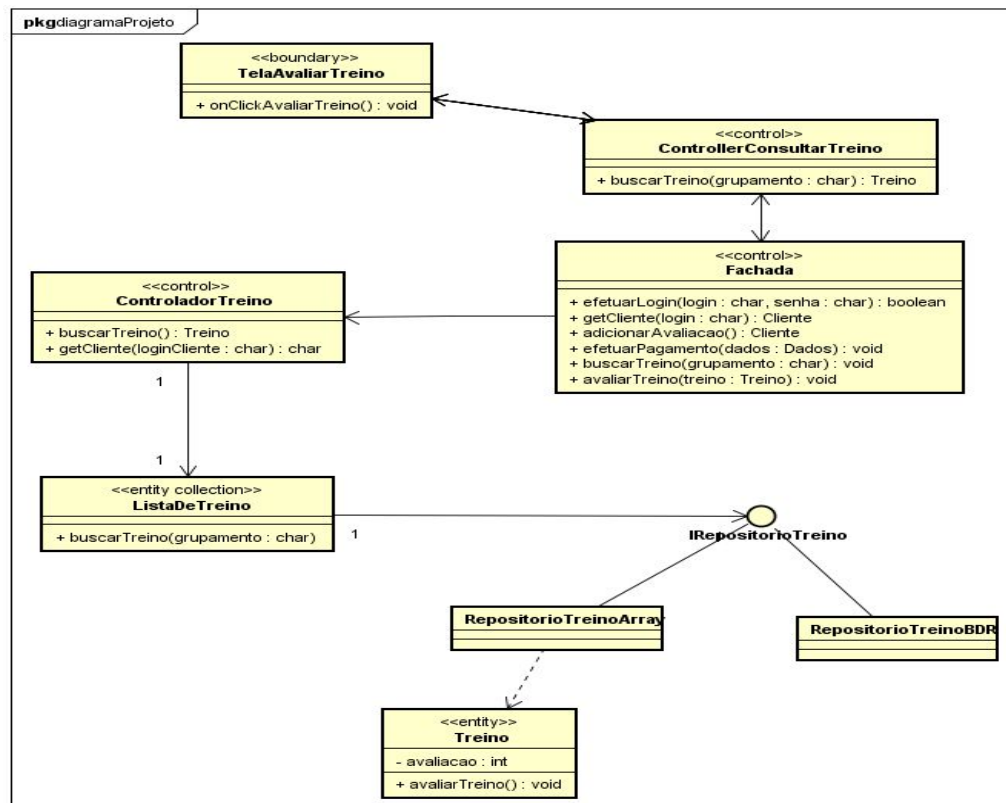 pkgdiagramaProjeto
<<boundary>>
TelaAvaliarTreino
+ onClickAvaliarTreino() : void
<<control>>
ControllerConsultarTreino
+ buscarTreino(grupamento : char) : Treino
<<control>>
Fachada
+ efetuarLogin(login : char, senha : char) : boolean
+ getCliente(login : char) : Cliente
+ adicionarAvaliacao() : Cliente
+ efetuarPagamento(dados : Dados) : void
+ buscarTreino(grupamento : char) : void
+ avaliarTreino(treino : Treino) : void
<<control>>
ControladorTreino
+ buscarTreino() : Treino
+ getCliente(loginCliente : char) : char
1
1
<<entity collection>>
ListaDeTreino
+ buscarTreino(grupamento : char)
1
IRepositorioTreino
RepositorioTreinoArray
RepositorioTreinoBDR
<<entity>>
Treino
- avaliacao : int
+ avaliarTreino() : void